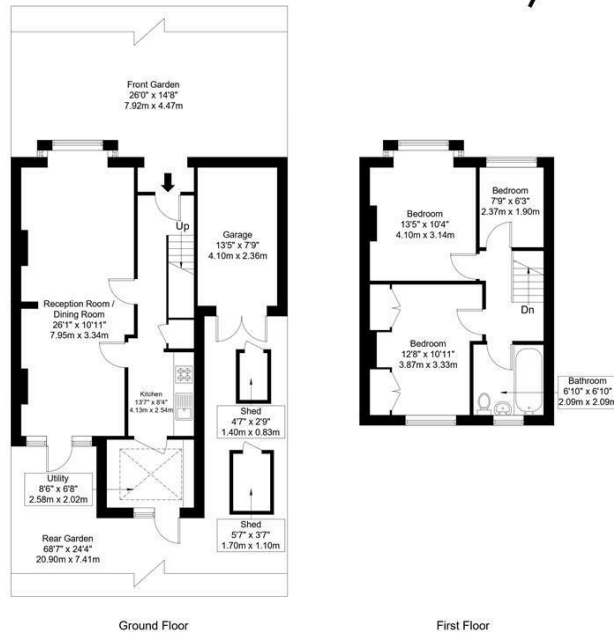 Front Garden
26'0" x 14'8"
7.92m x 4.47m
Up
Garage
13'5" x 7'9"
4.10m x 2.36m
Reception Room /
Dining Room
26'1" x 10'11"
7.95m x 3.34m
Kitchen
13'7" x 8'4"
4.13m x 2.54m
Shed
4'7" x 2'9"
1.40m x 0.83m
Utility
8'6" x 6'8"
2.58m x 2.02m
Shed
5'7" x 3'7"
1.70m x 1.10m
Rear Garden
68'7" x 24'4"
20.90m x 7.41m
Ground Floor
Bedroom
7'9" x 6'3"
2.37m x 1.90m
Bedroom
13'5" x 10'4"
4.10m x 3.14m
Dn
Bedroom
12'8" x 10'11"
3.87m x 3.33m
Bathroom
6'10" x 6'10"
2.09m x 2.09m
First Floor